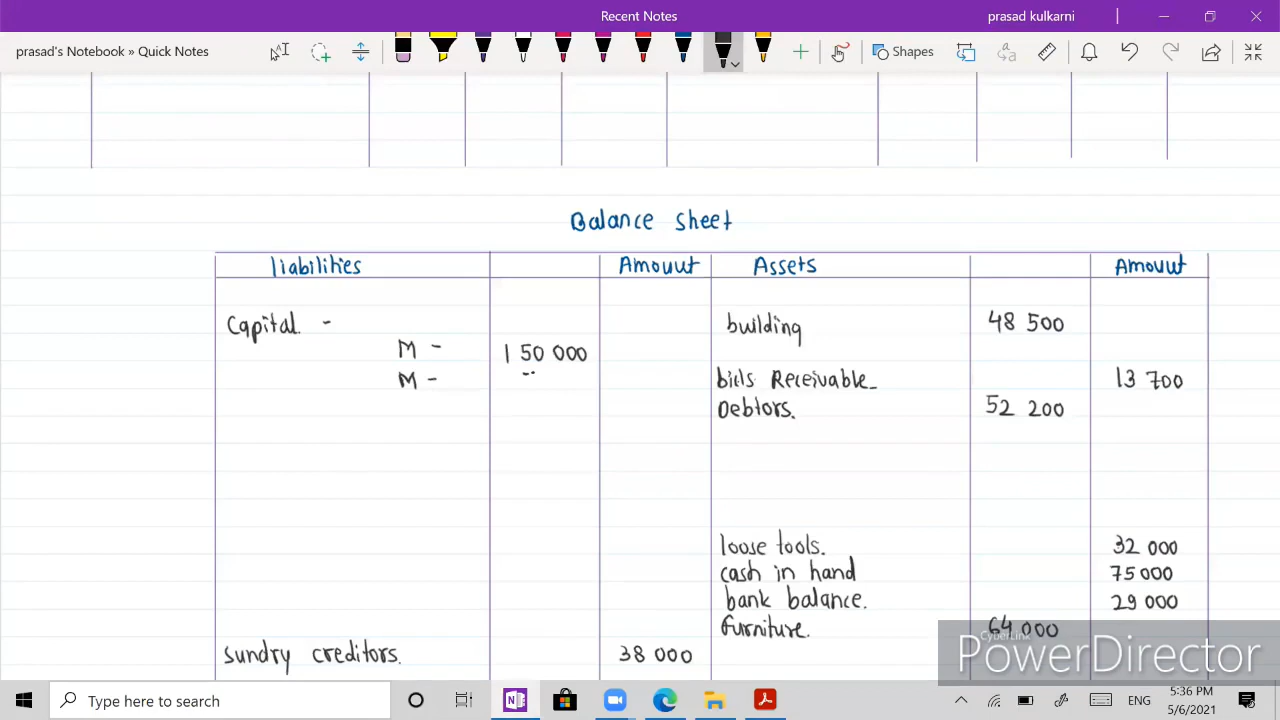 Recent Notes
prasad kulkarni
prasad's Notebook » Quick Notes
Shapes
Balance sheet
liabilities Amount Assets Amount
Capital - building 48 500
M - 1 50 000
M - bills Receivable 13 700
Debtors. 52 200
loose tools. 32 000
cash in hand 75000
bank balance. 29 000
furniture. 64 000
sundry creditors. 38 000
CyberLink
PowerDirector
Type here to search
ENG
5:36 PM
5/6/2021